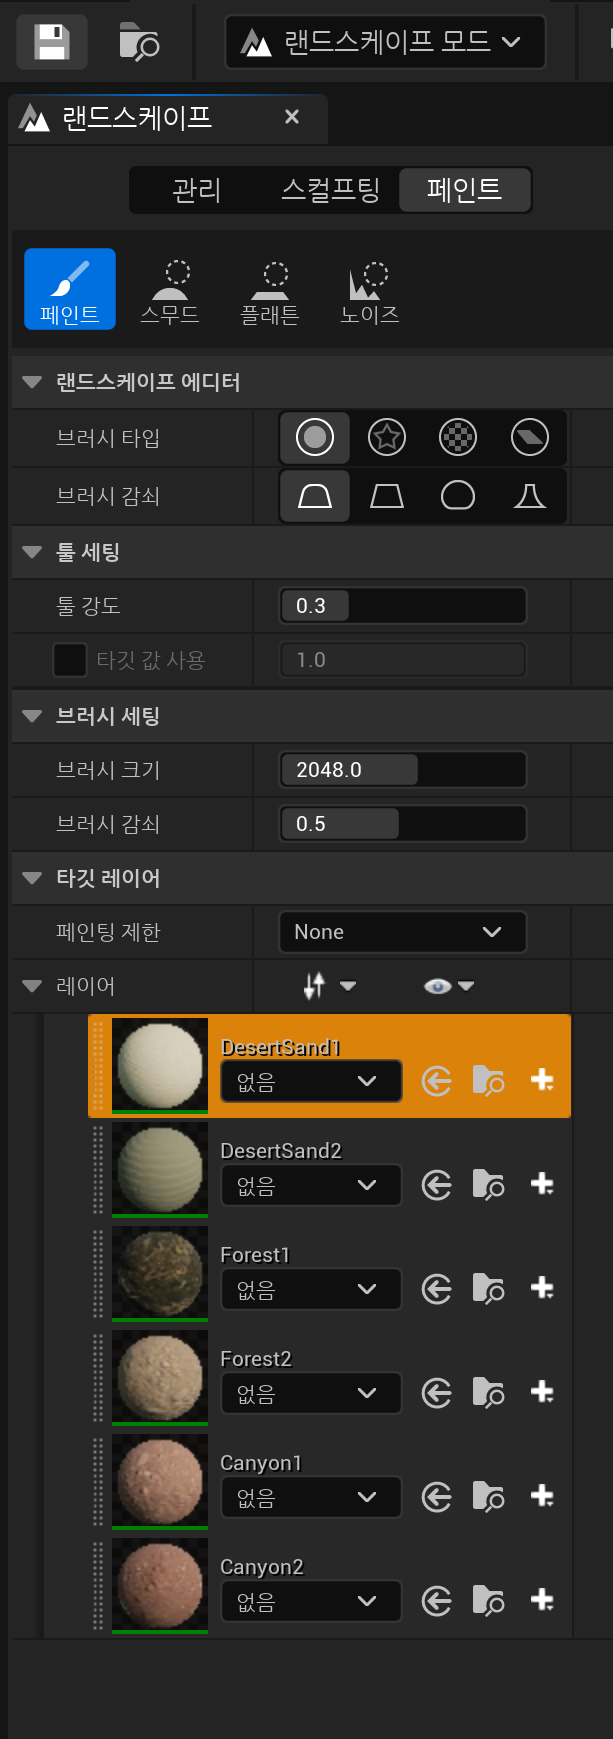 랜드스케이프 모드
랜드스케이프
관리 스컬프팅 페인트
페인트 스무드 플래튼 노이즈
랜드스케이프 에디터
브러시 타입
브러시 감쇠
툴 세팅
툴 강도 0.3
타깃 값 사용 1.0
브러시 세팅
브러시 크기 2048.0
브러시 감쇠 0.5
타깃 레이어
페인팅 제한 None
레이어
DesertSand1
없음
DesertSand2
없음
Forest1
없음
Forest2
없음
Canyon1
없음
Canyon2
없음